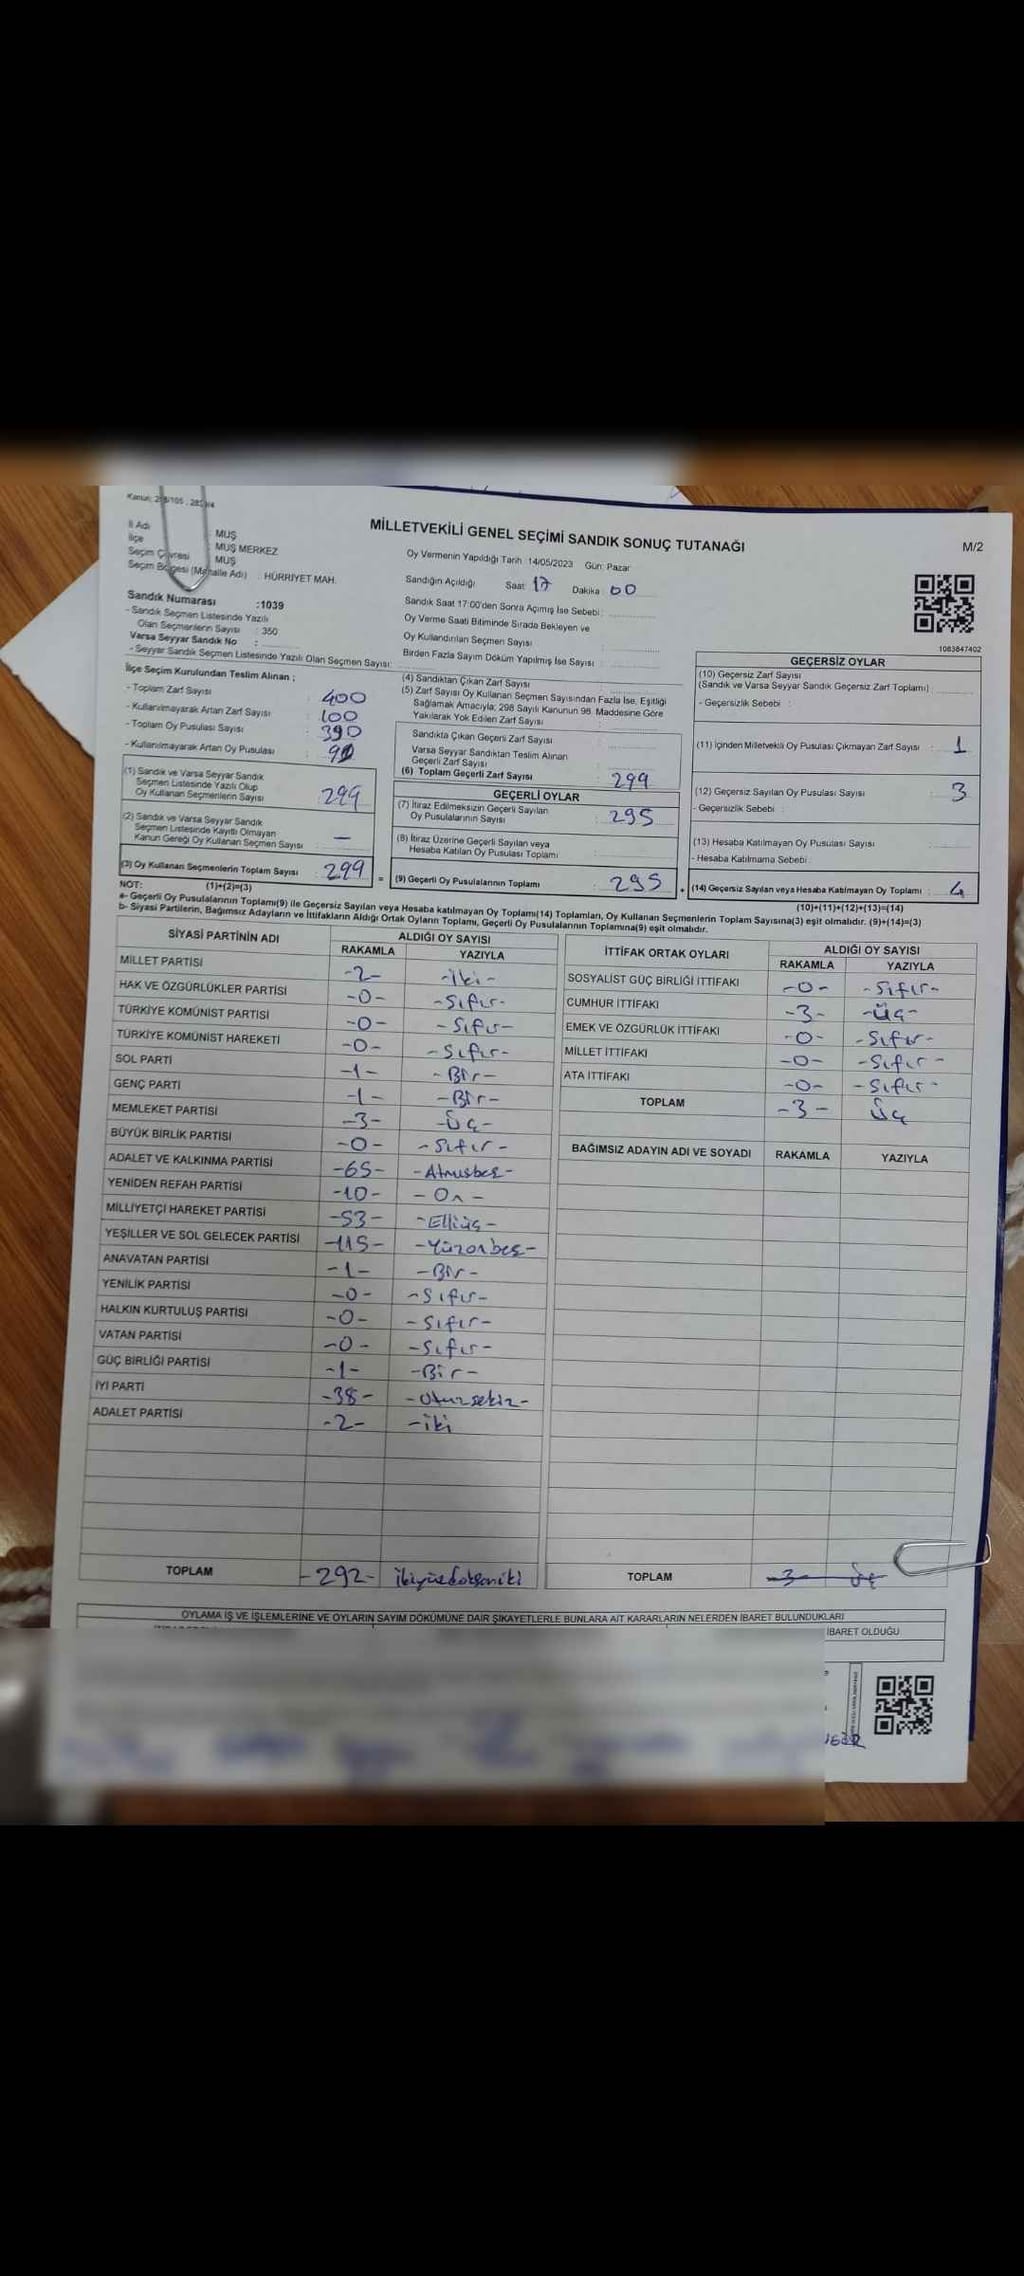 MİLLETVEKİLİ GENEL SEÇİMİ SANDIK SONUÇ TUTANAĞI
M/2
İl Adı : MUŞ
İlçe : MUŞ MERKEZ
Seçim Çevresi : MUŞ
Seçim Bölgesi (Mahalle Adı) : HÜRRİYET MAH.
Oy Vermenin Yapıldığı Tarih 14/05/2023 Gün: Pazar
Sandığın Açıldığı Saat: 17 Dakika : 00
Sandık Saat 17:00'den Sonra Açımış İse Sebebi :
Oy Verme Saati Bitiminde Sırada Bekleyen ve
Oy Kullandırılan Seçmen Sayısı :
Birden Fazla Sayım Döküm Yapılmış İse Sayısı :
1083847402
Sandık Numarası :1039
- Sandık Seçmen Listesinde Yazılı
Olan Seçmenlerin Sayısı : 350
Varsa Seyyar Sandık No :
- Seyyar Sandık Seçmen Listesinde Yazılı Olan Seçmen Sayısı:
İlçe Seçim Kurulundan Teslim Alınan ;
- Toplam Zarf Sayısı : 400
- Kullanılmayarak Artan Zarf Sayısı : 100
- Toplam Oy Pusulası Sayısı : 390
- Kullanılmayarak Artan Oy Pusulası : 90
(1) Sandık ve Varsa Seyyar Sandık
Seçmen Listesinde Yazılı Olup
Oy Kullanan Seçmenlerin Sayısı : 299
(2) Sandık ve Varsa Seyyar Sandık
Seçmen Listesinde Kayıtlı Olmayan
Kanun Gereği Oy Kullanan Seçmen Sayısı : —
(3) Oy Kullanan Seçmenlerin Toplam Sayısı : 299
(4) Sandıktan Çıkan Zarf Sayısı
(5) Zarf Sayısı Oy Kullanan Seçmen Sayısından Fazla İse, Eşitliği
Sağlamak Amacıyla; 298 Sayılı Kanunun 98. Maddesine Göre
Yakılarak Yok Edilen Zarf Sayısı :
Sandıkta Çıkan Geçerli Zarf Sayısı :
Varsa Seyyar Sandıktan Teslim Alınan
Geçerli Zarf Sayısı
(6) Toplam Geçerli Zarf Sayısı : 299
GEÇERLİ OYLAR
(7) İtiraz Edilmeksizin Geçerli Sayılan
Oy Pusulalarının Sayısı : 295
(8) İtiraz Üzerine Geçerli Sayılan veya
Hesaba Katılan Oy Pusulası Toplamı
= (9) Geçerli Oy Pusulalarının Toplamı : 295 +
GEÇERSİZ OYLAR
(10) Geçersiz Zarf Sayısı
(Sandık ve Varsa Seyyar Sandık Geçersiz Zarf Toplamı) :
- Geçersizlik Sebebi :
(11) İçinden Milletvekili Oy Pusulası Çıkmayan Zarf Sayısı : 1
(12) Geçersiz Sayılan Oy Pusulası Sayısı : 3
- Geçersizlik Sebebi :
(13) Hesaba Katılmayan Oy Pusulası Sayısı
- Hesaba Katılmama Sebebi :
(14) Geçersiz Sayılan veya Hesaba Katılmayan Oy Toplamı : 4
NOT: (1)+(2)=(3)
(10)+(11)+(12)+(13)=(14)
a- Geçerli Oy Pusulalarının Toplamı(9) ile Geçersiz Sayılan veya Hesaba katılmayan Oy Toplamı(14) Toplamları, Oy Kullanan Seçmenlerin Toplam Sayısına(3) eşit olmalıdır. (9)+(14)=(3)
b- Siyasi Partilerin, Bağımsız Adayların ve İttifakların Aldığı Ortak Oyların Toplamı, Geçerli Oy Pusulalarının Toplamına(9) eşit olmalıdır.
SİYASİ PARTİNİN ADI ALDIĞI OY SAYISI
RAKAMLA YAZIYLA
MİLLET PARTİSİ -2- -iki-
HAK VE ÖZGÜRLÜKLER PARTİSİ -0- -Sıfır-
TÜRKİYE KOMÜNİST PARTİSİ -0- -Sıfır-
TÜRKİYE KOMÜNİST HAREKETİ -0- -Sıfır-
SOL PARTİ -1- -Bir-
GENÇ PARTİ -1- -Bir-
MEMLEKET PARTİSİ -3- -Üç-
BÜYÜK BİRLİK PARTİSİ -0- -Sıfır-
ADALET VE KALKINMA PARTİSİ -65- -Atmışbeş-
YENİDEN REFAH PARTİSİ -10- -On-
MİLLİYETÇİ HAREKET PARTİSİ -53- -Elliüç-
YEŞİLLER VE SOL GELECEK PARTİSİ -115- -Yüzonbeş-
ANAVATAN PARTİSİ -1- -Bir-
YENİLİK PARTİSİ -0- -Sıfır-
HALKIN KURTULUŞ PARTİSİ -0- -Sıfır-
VATAN PARTİSİ -0- -Sıfır-
GÜÇ BİRLİĞİ PARTİSİ -1- -Bir-
İYİ PARTİ -38- -Otuzsekiz-
ADALET PARTİSİ -2- -iki
TOPLAM -292- ikiyüzdoksaniki
İTTİFAK ORTAK OYLARI ALDIĞI OY SAYISI
RAKAMLA YAZIYLA
SOSYALİST GÜÇ BİRLİĞİ İTTİFAKI -0- -Sıfır-
CUMHUR İTTİFAKI -3- -Üç-
EMEK VE ÖZGÜRLÜK İTTİFAKI -0- -Sıfır-
MİLLET İTTİFAKI -0- -Sıfır-
ATA İTTİFAKI -0- -Sıfır-
TOPLAM -3- Üç
BAĞIMSIZ ADAYIN ADI VE SOYADI RAKAMLA YAZIYLA
TOPLAM -3- Üç
OYLAMA İŞ VE İŞLEMLERİNE VE OYLARIN SAYIM DÖKÜMÜNE DAİR ŞİKAYETLERLE BUNLARA AİT KARARLARIN NELERDEN İBARET BULUNDUKLARI
İBARET OLDUĞU